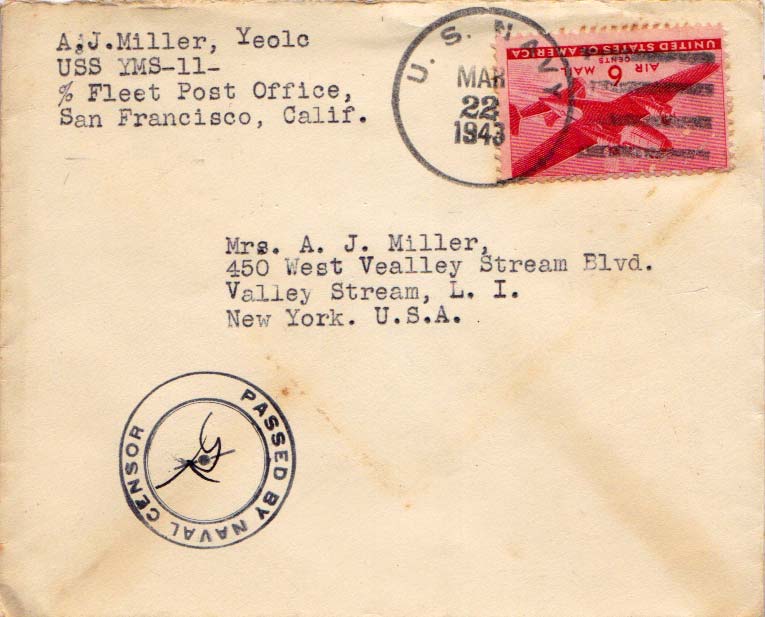 A.J.Miller, Yeolc
USS YMS-11-
% Fleet Post Office,
San Francisco, Calif.
U. S. NAVY
MAR
22
1943
UNITED STATES OF AMERICA
6 CENTS
AIR MAIL
Mrs. A. J. Miller,
450 West Vealley Stream Blvd.
Valley Stream, L. I.
New York. U.S.A.
PASSED BY NAVAL CENSOR